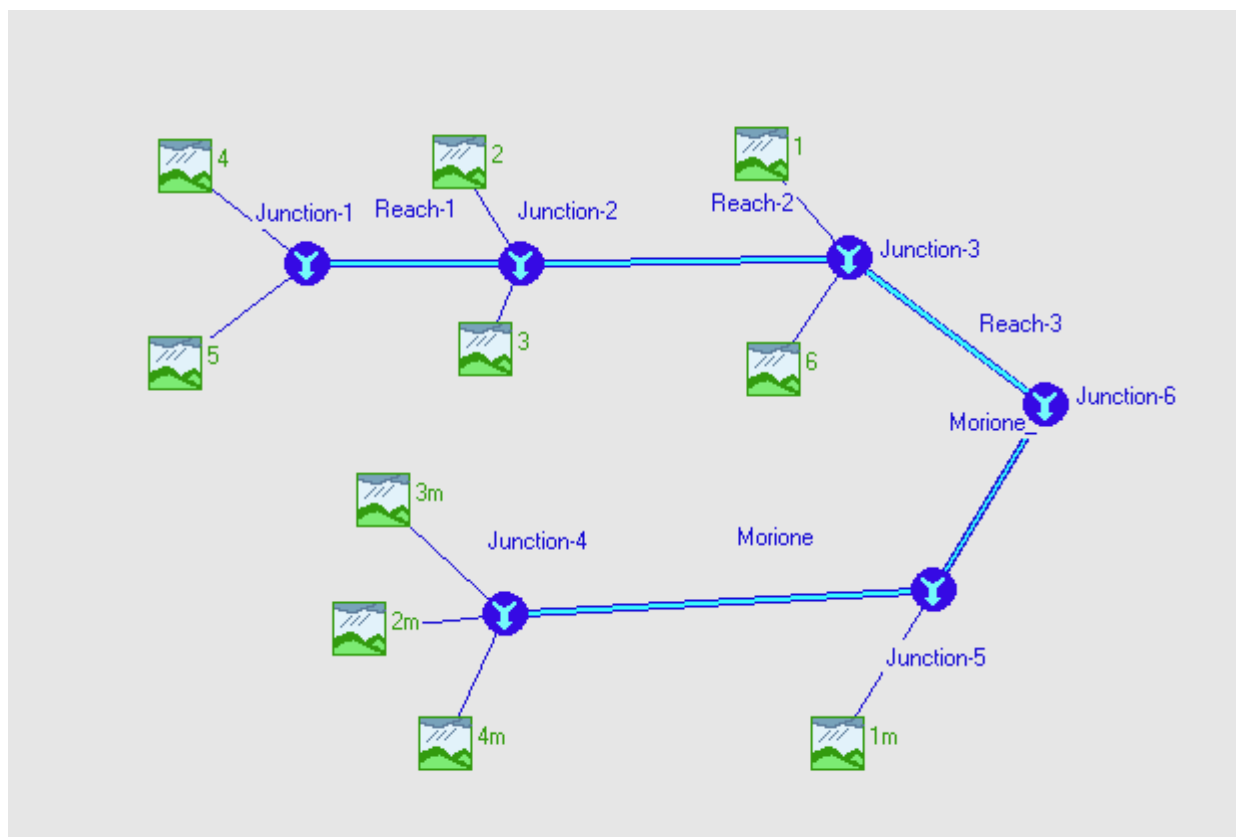 4
2
1
Junction-1
Reach-1
Junction-2
Reach-2
Junction-3
5
3
6
Reach-3
Junction-6
Morione_
3m
Junction-4
Morione
2m
Junction-5
4m
1m